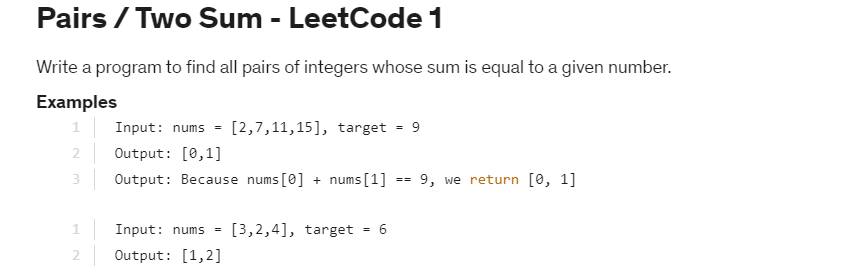 Pairs / Two Sum - LeetCode 1
Write a program to find all pairs of integers whose sum is equal to a given number.
Examples
1 Input: nums = [2,7,11,15], target = 9
2 Output: [0,1]
3 Output: Because nums[0] + nums[1] == 9, we return [0, 1]
1 Input: nums = [3,2,4], target = 6
2 Output: [1,2]